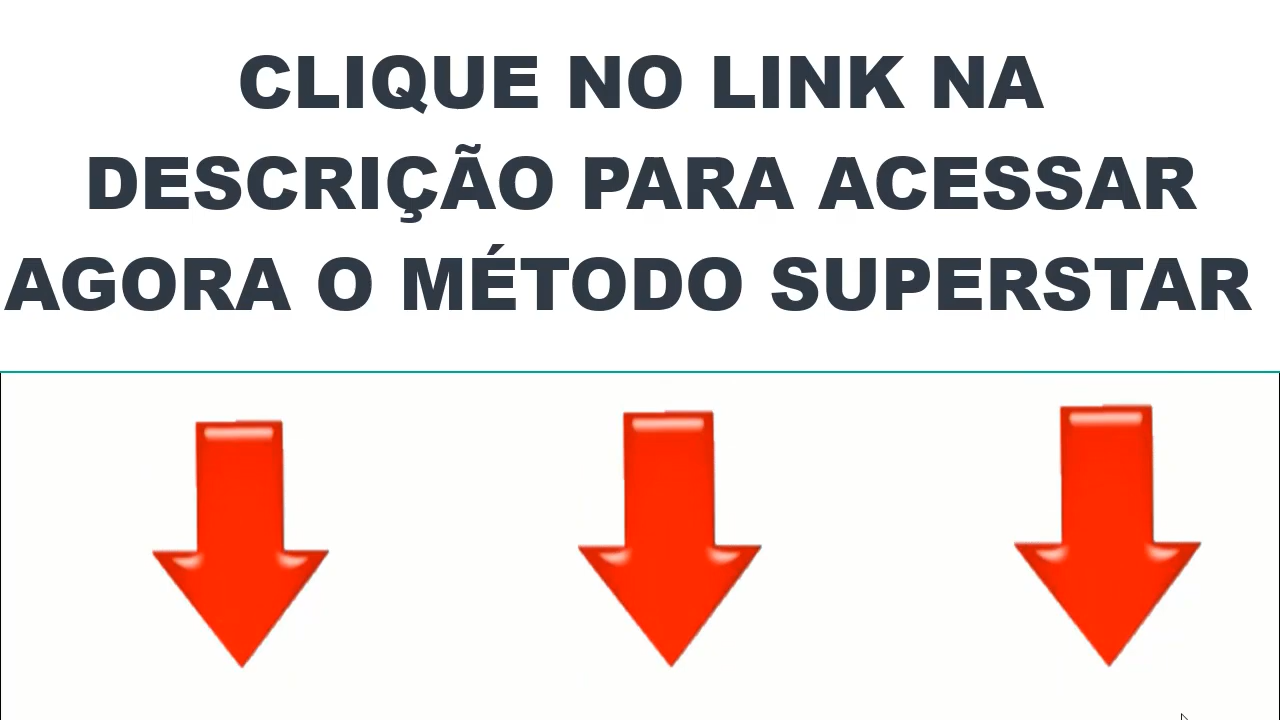 CLIQUE NO LINK NA
DESCRIÇÃO PARA ACESSAR
AGORA O MÉTODO SUPERSTAR